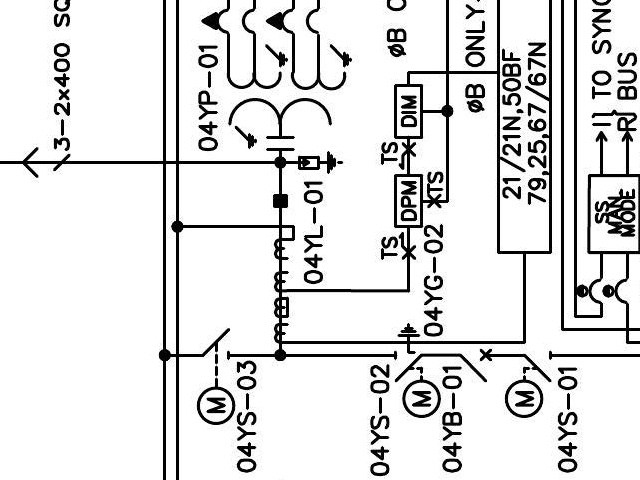 3-2x400 SQ
04YP-01
04YL-01
ØB
ØB ONLY
DIM
TS
DPM
TS
TS
04YG-02
21/21N,50BF
79,25,67/67N
TO SYNC
BUS
SS
MAN
MODE
M
04YS-03
04YS-02
M
04YB-01
M
04YS-01